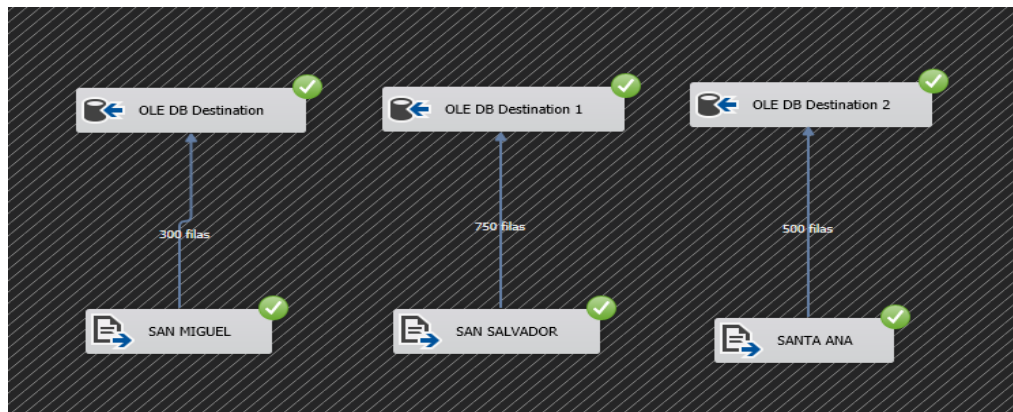 OLE DB Destination
OLE DB Destination 1
OLE DB Destination 2
300 filas
750 filas
500 filas
SAN MIGUEL
SAN SALVADOR
SANTA ANA